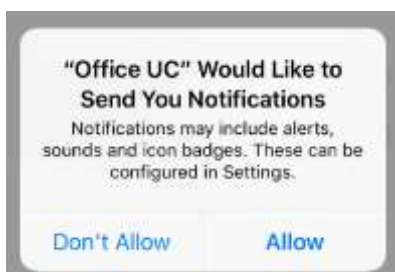 “Office UC” Would Like to
Send You Notifications
Notifications may include alerts,
sounds and icon badges. These can be
configured in Settings.
Don't Allow
Allow